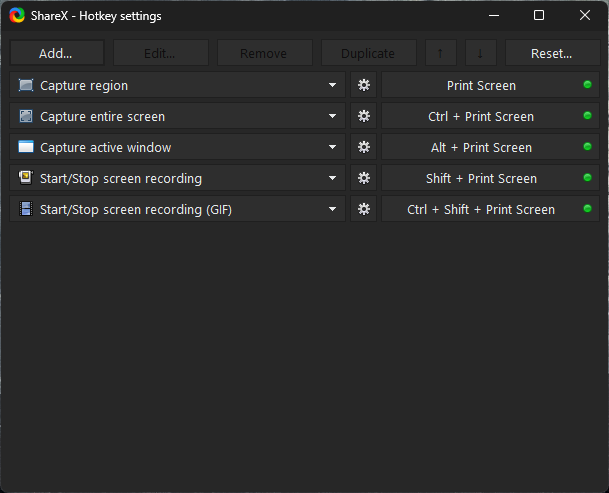 ShareX - Hotkey settings
Add... Edit... Remove Duplicate ↑ ↓ Reset...
Capture region Print Screen
Capture entire screen Ctrl + Print Screen
Capture active window Alt + Print Screen
Start/Stop screen recording Shift + Print Screen
Start/Stop screen recording (GIF) Ctrl + Shift + Print Screen